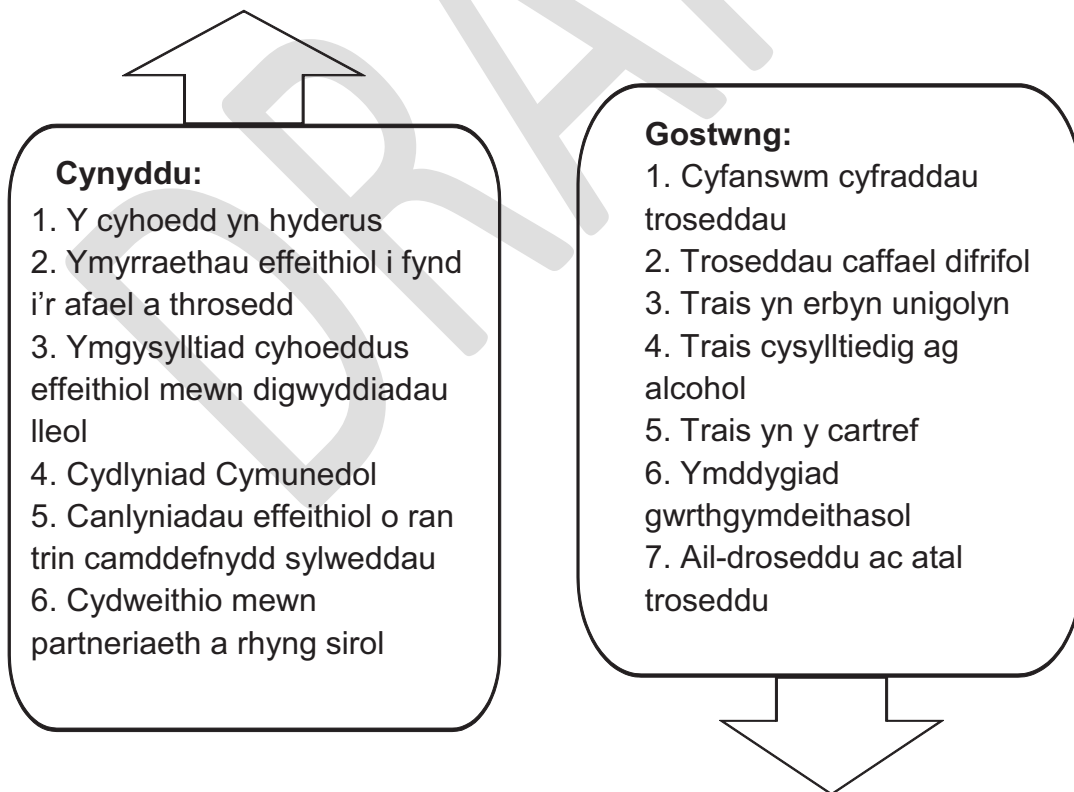 Cynyddu:
1. Y cyhoedd yn hyderus
2. Ymyrraethau effeithiol i fynd
i'r afael a throsedd
3. Ymgysylltiad cyhoeddus
effeithiol mewn digwyddiadau
lleol
4. Cydlyniad Cymunedol
5. Canlyniadau effeithiol o ran
trin camddefnydd sylweddau
6. Cydweithio mewn
partneriaeth a rhyng sirol
Gostwng:
1. Cyfanswm cyfraddau
troseddau
2. Troseddau caffael difrifol
3. Trais yn erbyn unigolyn
4. Trais cysylltiedig ag
alcohol
5. Trais yn y cartref
6. Ymddygiad
gwrthgymdeithasol
7. Ail-droseddu ac atal
troseddu